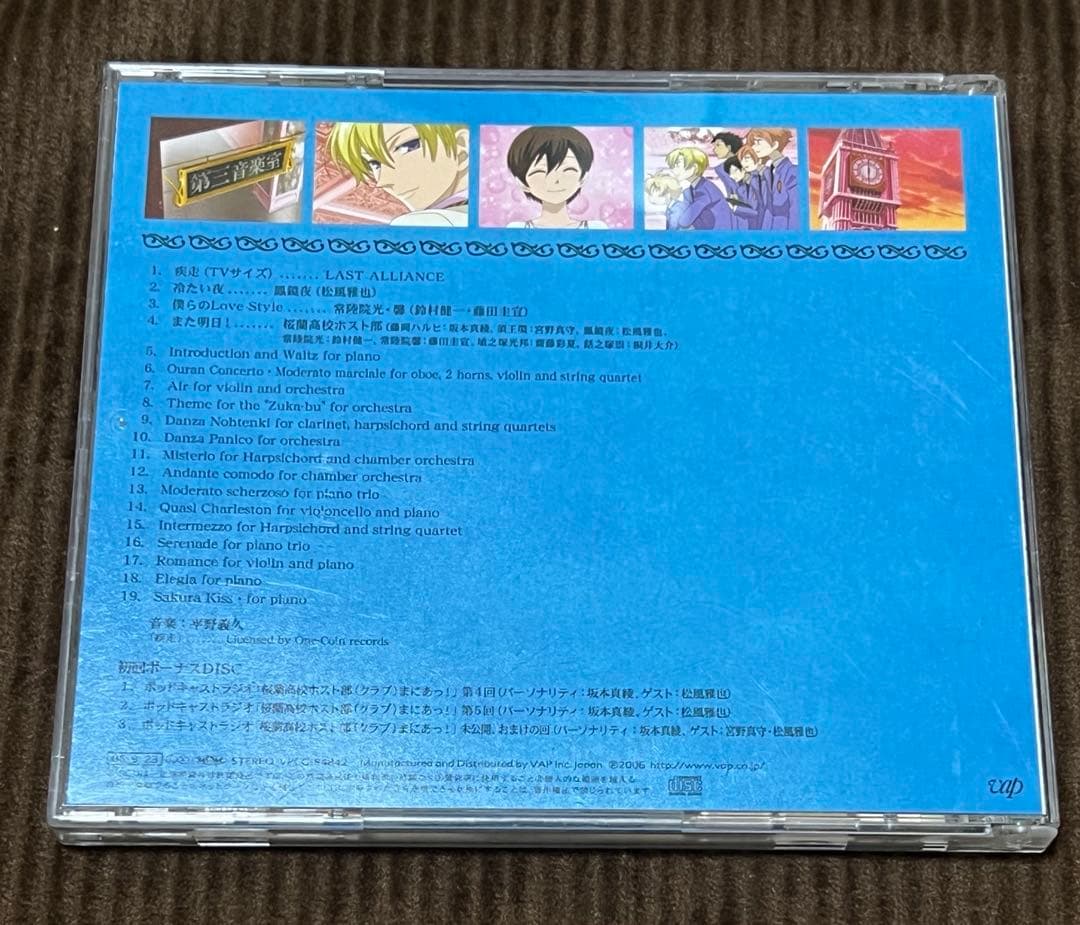 第三音楽室
1. 疾走（TVサイズ）....... LAST ALLIANCE
2. 冷たい夜....... 鳳鏡夜（松風雅也）
3. 僕らのLove Style....... 常陸院光・馨（鈴村健一・藤田圭宣）
4. また明日！....... 桜蘭高校ホスト部（藤岡ハルヒ：坂本真綾、須王環：宮野真守、鳳鏡夜：松風雅也、
常陸院光：鈴村健一、常陸院馨：藤田圭宣、埴之塚光邦：齋藤彩夏、銛之塚崇：桐井大介）
5. Introduction and Waltz for piano
6. Ouran Concerto・Moderato marciale for oboe, 2 horns, violin and string quartet
7. Air for violin and orchestra
8. Theme for the "Zuka-bu" for orchestra
9. Danza Nohtenki for clarinet, harpsichord and string quartets
10. Danza Panico for orchestra
11. Misterio for Harpsichord and chamber orchestra
12. Andante comodo for chamber orchestra
13. Moderato scherzoso for piano trio
14. Quasi Charleston for violoncello and piano
15. Intermezzo for Harpsichord and string quartet
16. Serenade for piano trio
17. Romance for violin and piano
18. Elegia for piano
19. Sakura Kiss・for piano
音楽：平野義久
「疾走」....... Licensed by One-Coin records
初回ボーナスDISC
1. ポッドキャストラジオ「桜蘭高校ホスト部（クラブ）まにあっ！」第4回（パーソナリティ：坂本真綾、ゲスト：松風雅也）
2. ポッドキャストラジオ「桜蘭高校ホスト部（クラブ）まにあっ！」第5回（パーソナリティ：坂本真綾、ゲスト：松風雅也）
3. ポッドキャストラジオ「桜蘭高校ホスト部（クラブ）まにあっ！」未公開、おまけの回（パーソナリティ：坂本真綾、ゲスト：宮野真守・松風雅也）
STEREO Manufactured and Distributed by VAP Inc. Japan ℗2006 http://www.vap.co.jp/
disc
vap